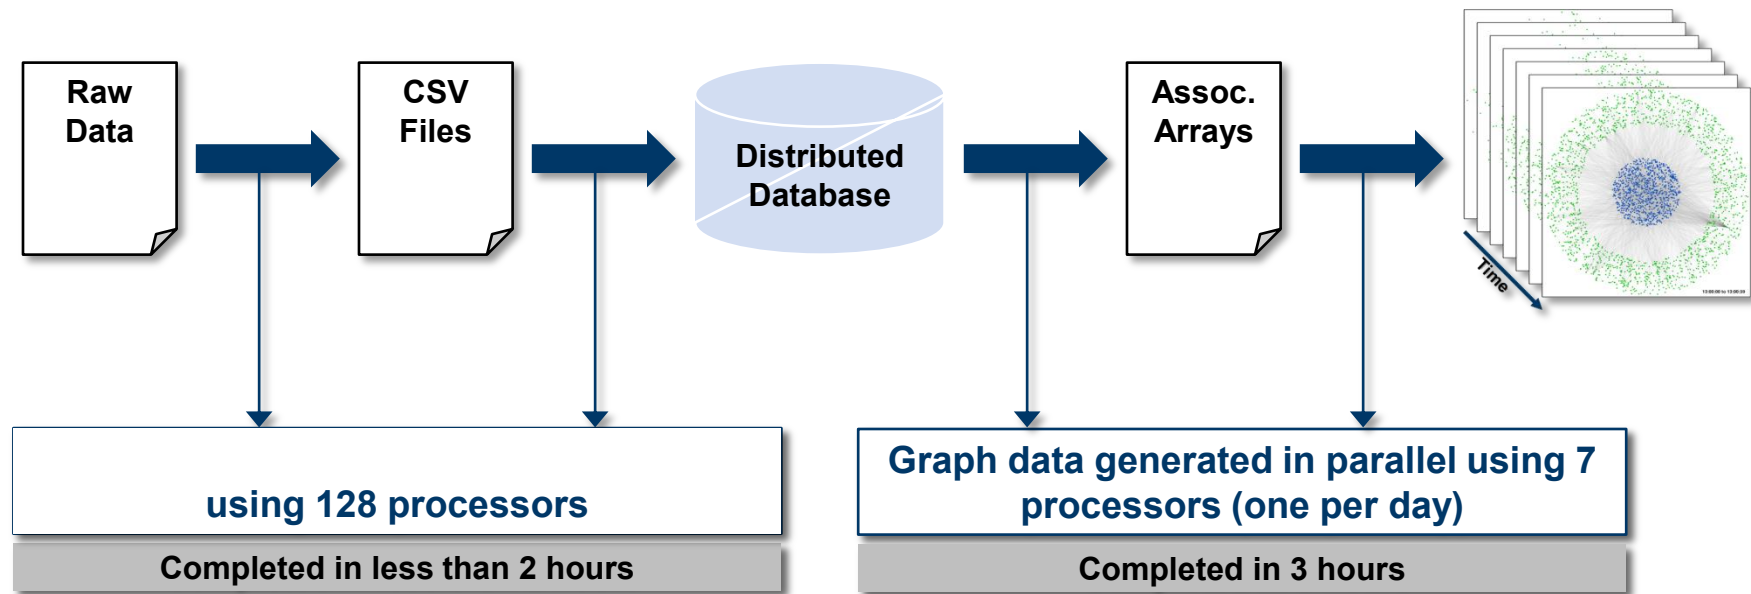 Raw
Data
CSV
Files
Distributed
Database
Assoc.
Arrays
Time
using 128 processors
Completed in less than 2 hours
Graph data generated in parallel using 7
processors (one per day)
Completed in 3 hours